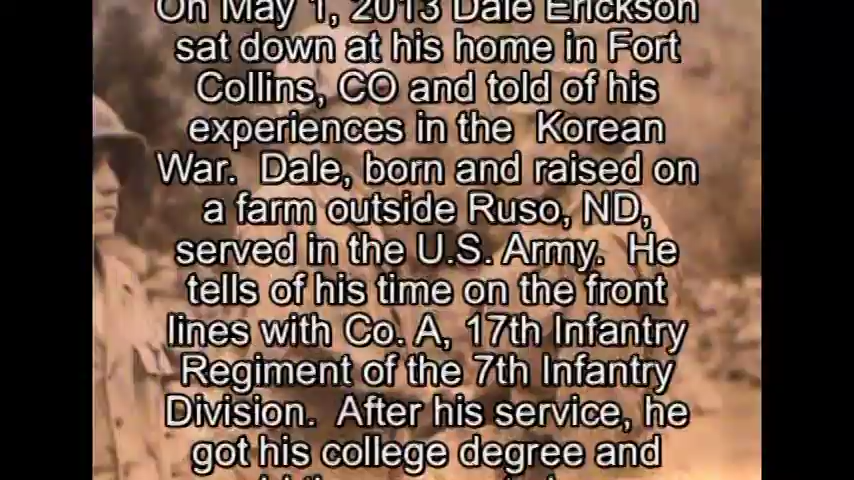 On May 1, 2013 Dale Erickson
sat down at his home in Fort
Collins, CO and told of his
experiences in the Korean
War. Dale, born and raised on
a farm outside Ruso, ND,
served in the U.S. Army. He
tells of his time on the front
lines with Co. A, 17th Infantry
Regiment of the 7th Infantry
Division. After his service, he
got his college degree and